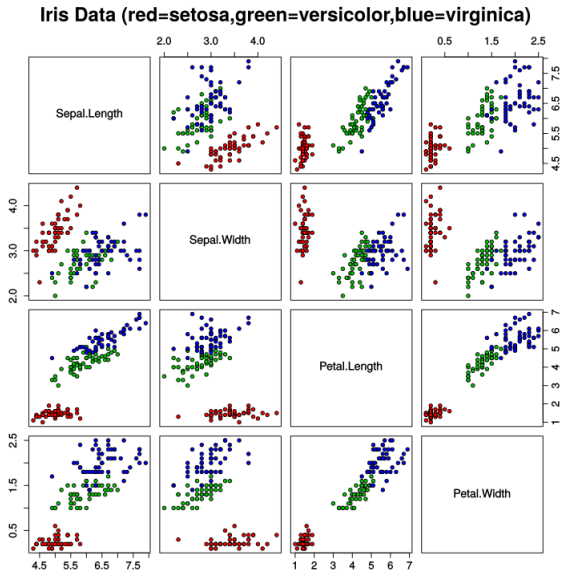 Iris Data (red=setosa,green=versicolor,blue=virginica)
2.0 3.0 4.0
0.5 1.5 2.5
Sepal.Length
4.5 5.5 6.5 7.5
2.0 3.0 4.0
Sepal.Width
Petal.Length
1 2 3 4 5 6 7
0.5 1.5 2.5
Petal.Width
4.5 5.5 6.5 7.5
1 2 3 4 5 6 7